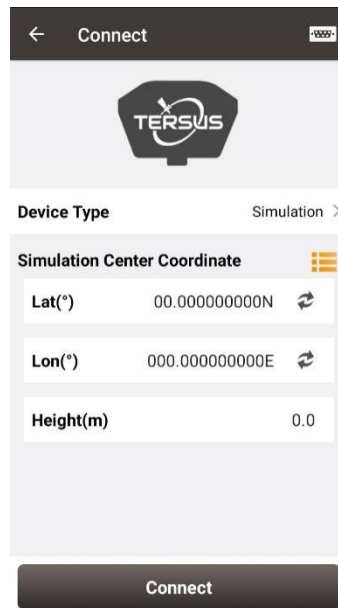 Connect
TERSUS
Device Type Simulation
Simulation Center Coordinate
Lat(°) 00.000000000N
Lon(°) 000.000000000E
Height(m) 0.0
Connect